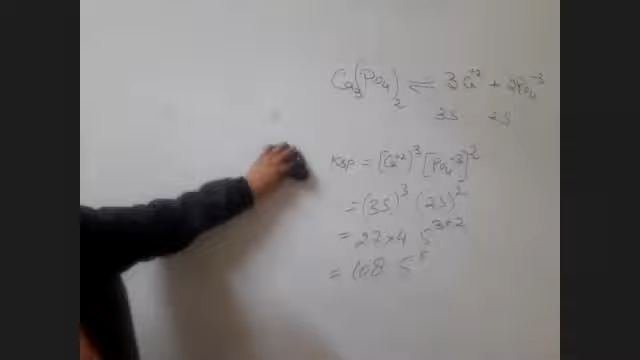 Ca₃(PO₄)₂ ⇌ 3Ca⁺² + 2PO₄⁻³
3S 2S
Ksp = [Ca⁺²]³ [PO₄⁻³]²
= (3S)³ (2S)²
= 27×4 S³⁺²
= 108 S⁵